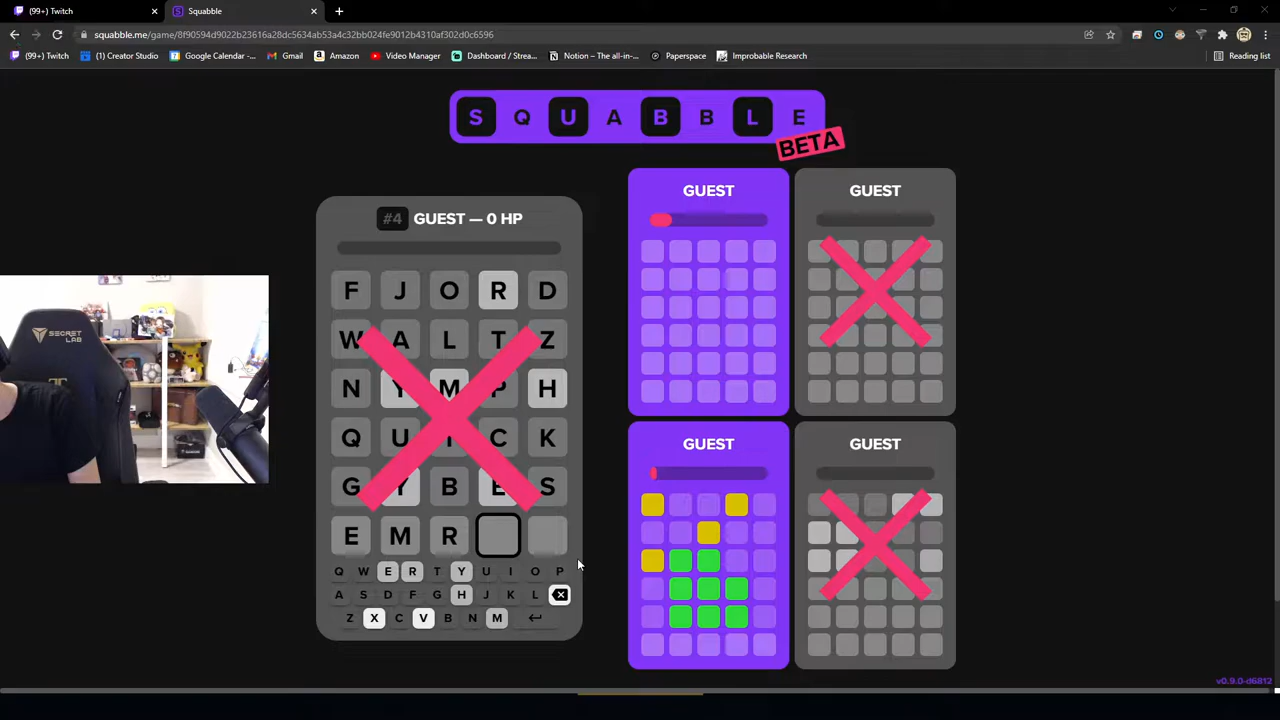 (99+) Twitch
Squabble
squabble.me/game/8f90594d9022b23616a28dc5634ab53a4c32bb024fe9012b4310af302d0c6596
(99+) Twitch
(1) Creator Studio
Google Calendar -...
Gmail
Amazon
Video Manager
Dashboard / Strea...
Notion – The all-in-...
Paperspace
Improbable Research
Reading list
S Q U A B B L E
BETA
#4 GUEST — 0 HP
F J O R D
W A L T Z
N Y M P H
Q U I C K
G Y B E S
E M R
Q W E R T Y U I O P
A S D F G H J K L
Z X C V B N M
GUEST
GUEST
GUEST
GUEST
SECRET
LAB
v0.9.0-d6812